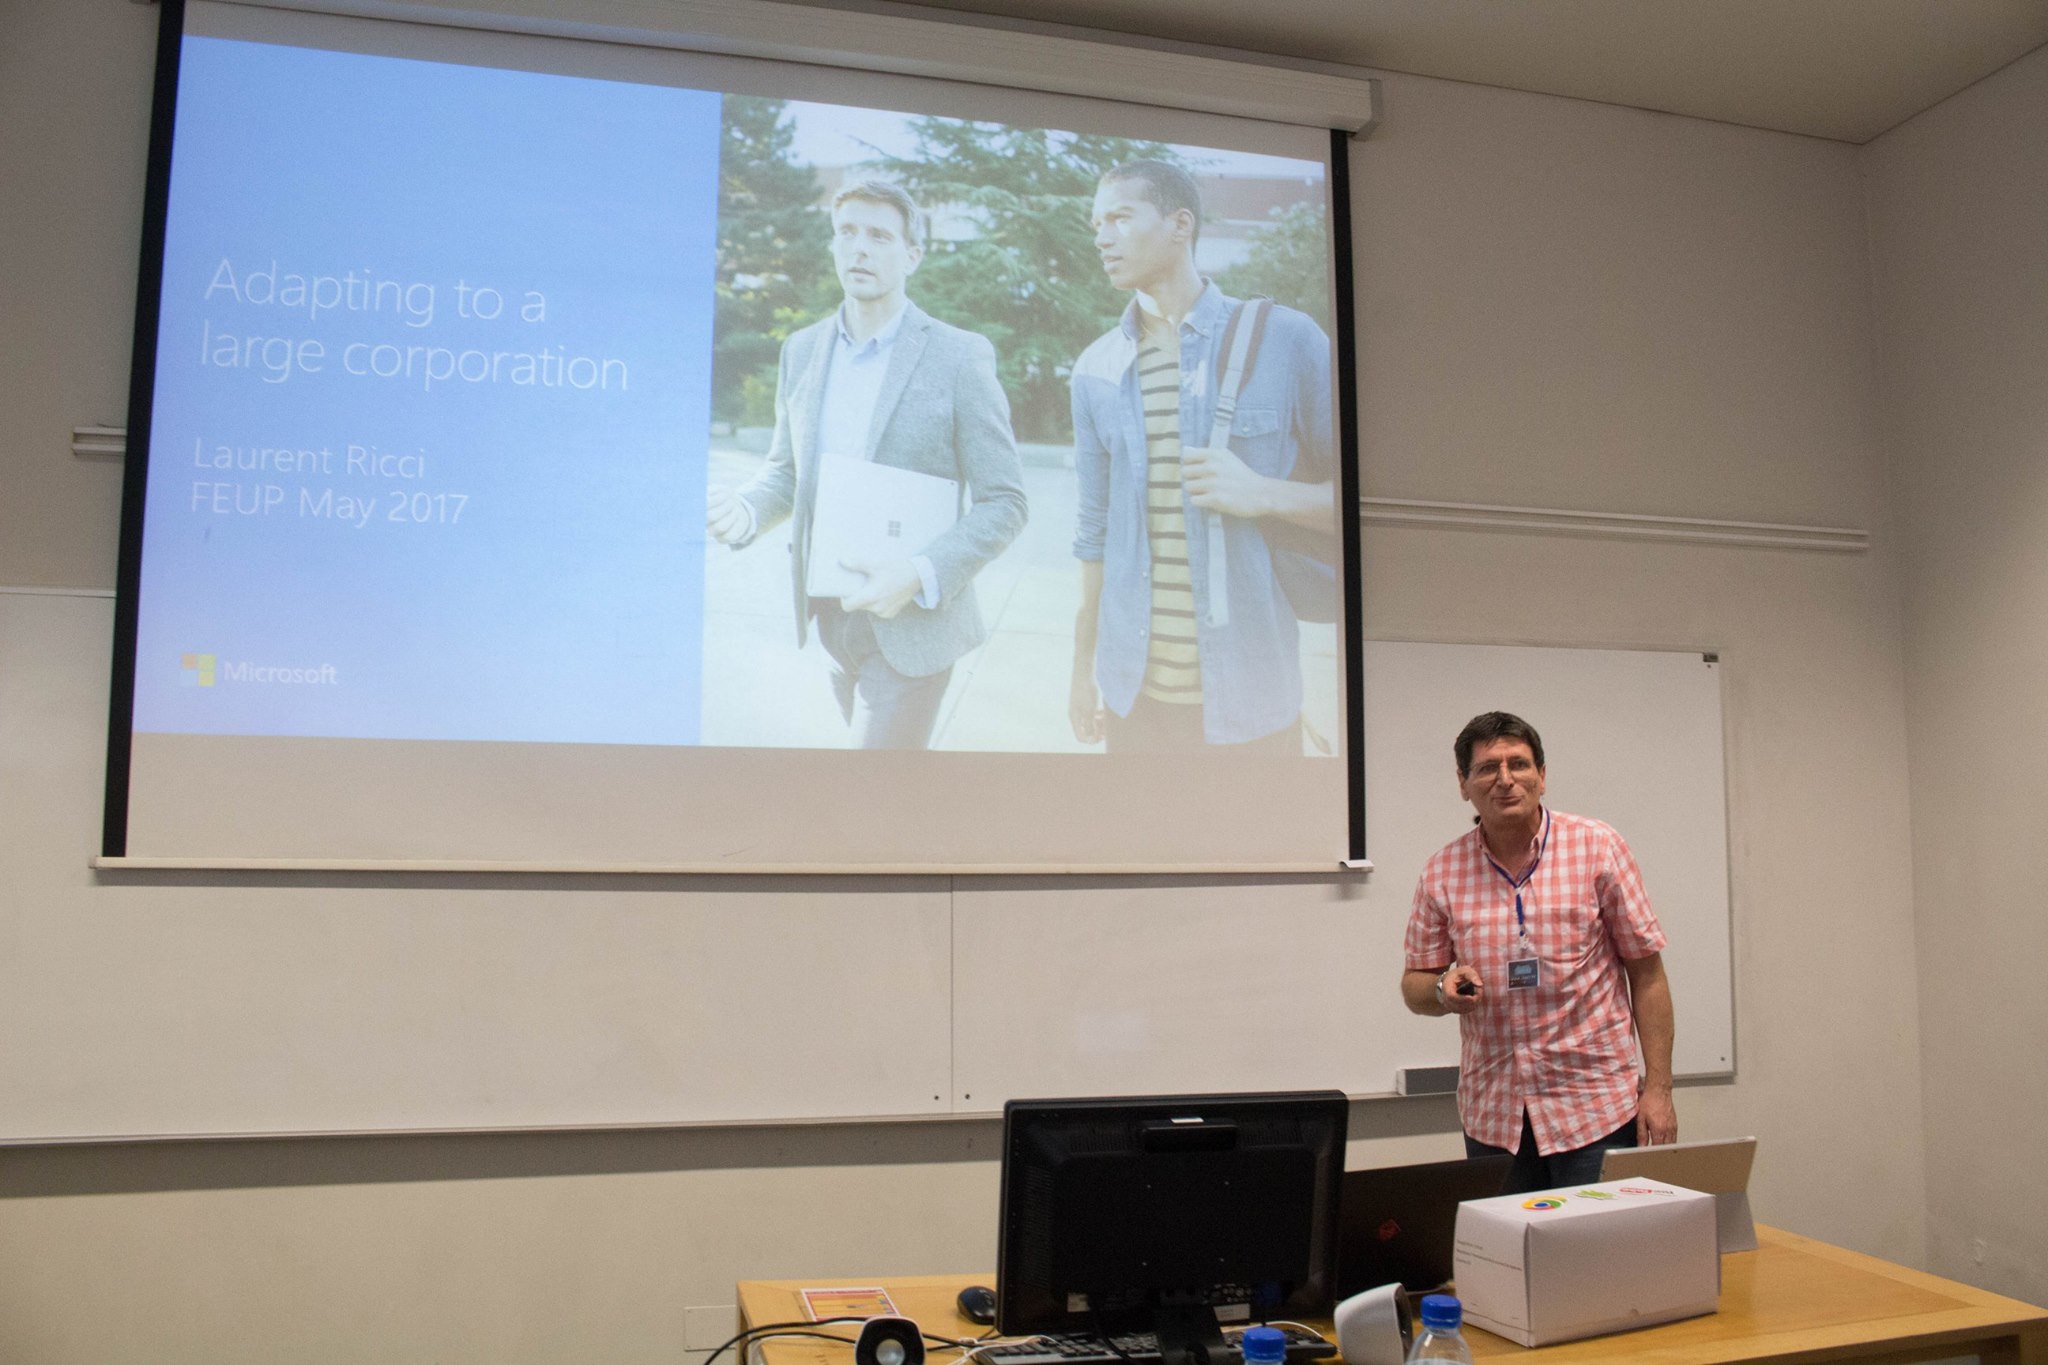 Adapting to a
large corporation
Laurent Ricci
FEUP May 2017
Microsoft